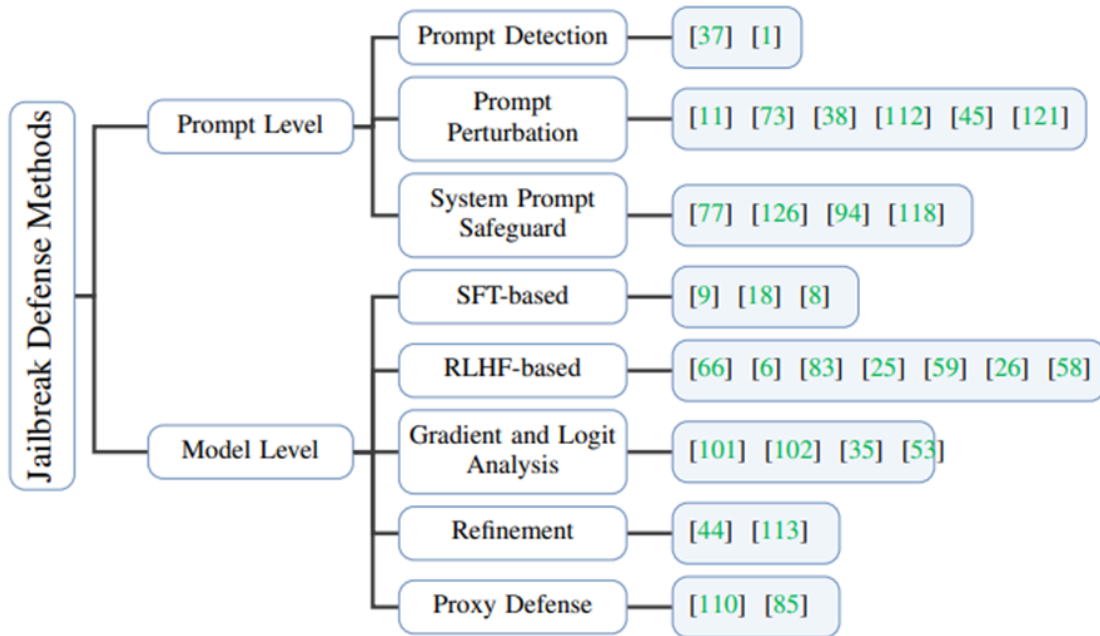 Jailbreak Defense Methods
Prompt Level
Prompt Detection
[37] [1]
Prompt
Perturbation
[11] [73] [38] [112] [45] [121]
System Prompt
Safeguard
[77] [126] [94] [118]
Model Level
SFT-based
[9] [18] [8]
RLHF-based
[66] [6] [83] [25] [59] [26] [58]
Gradient and Logit
Analysis
[101] [102] [35] [53]
Refinement
[44] [113]
Proxy Defense
[110] [85]